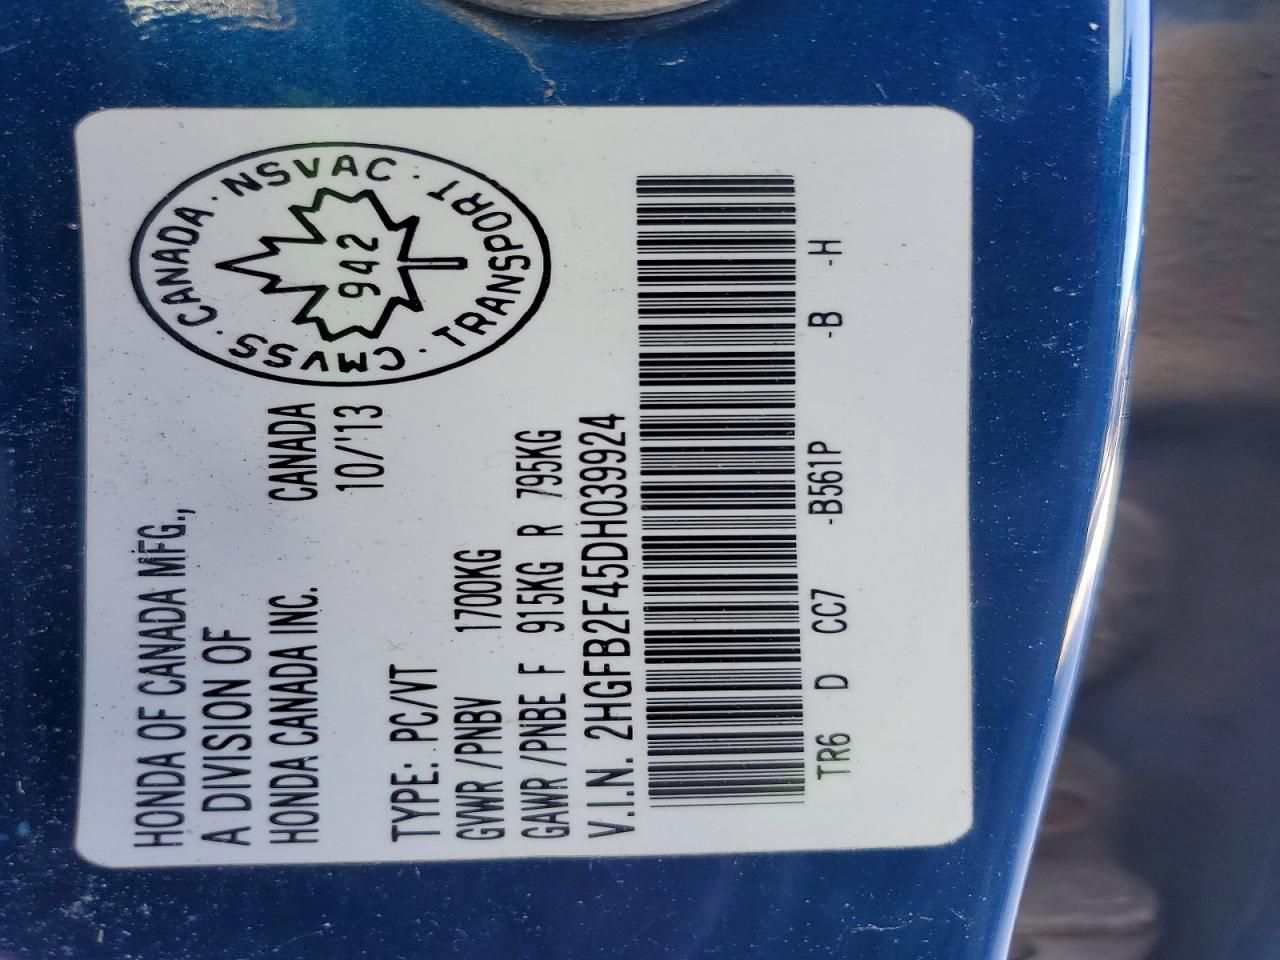 HONDA OF CANADA MFG.,
A DIVISION OF
HONDA CANADA INC. CANADA
10/'13
TYPE: PC/VT
GVWR /PNBV 1700KG
GAWR /PNBE F 915KG R 795KG
V.I.N. 2HGFB2F45DH039924
TR6 D CC7 -B561P -B -H
CMVSS · CANADA · NSVAC · TRANSPORT ·
942